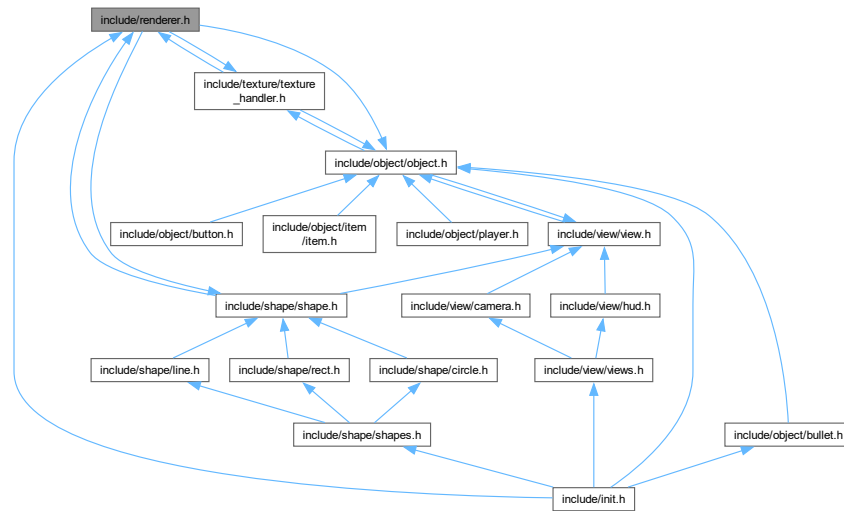 include/renderer.h
include/texture/texture
_handler.h
include/object/object.h
include/object/button.h
include/object/item
/item.h
include/object/player.h
include/view/view.h
include/shape/shape.h
include/view/camera.h
include/view/hud.h
include/shape/line.h
include/shape/rect.h
include/shape/circle.h
include/view/views.h
include/shape/shapes.h
include/object/bullet.h
include/init.h